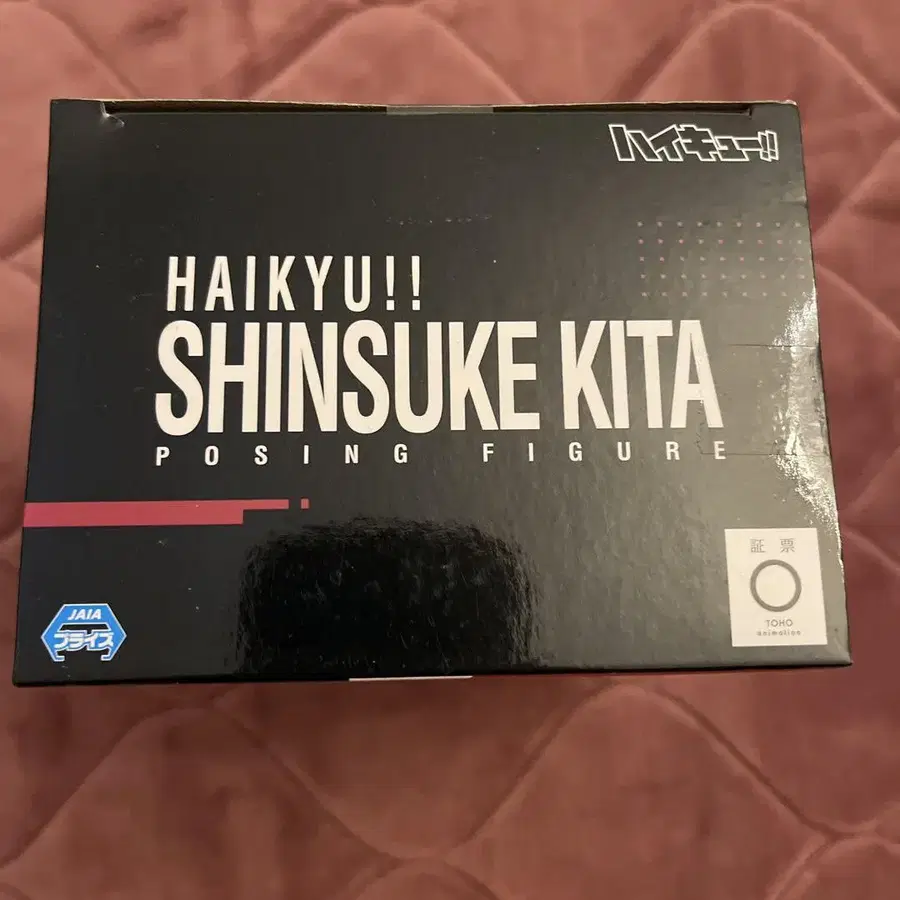 ハイキュー!!
HAIKYU!!
SHINSUKE KITA
POSING FIGURE
JAIA
プライズ
証票
TOHO
animation